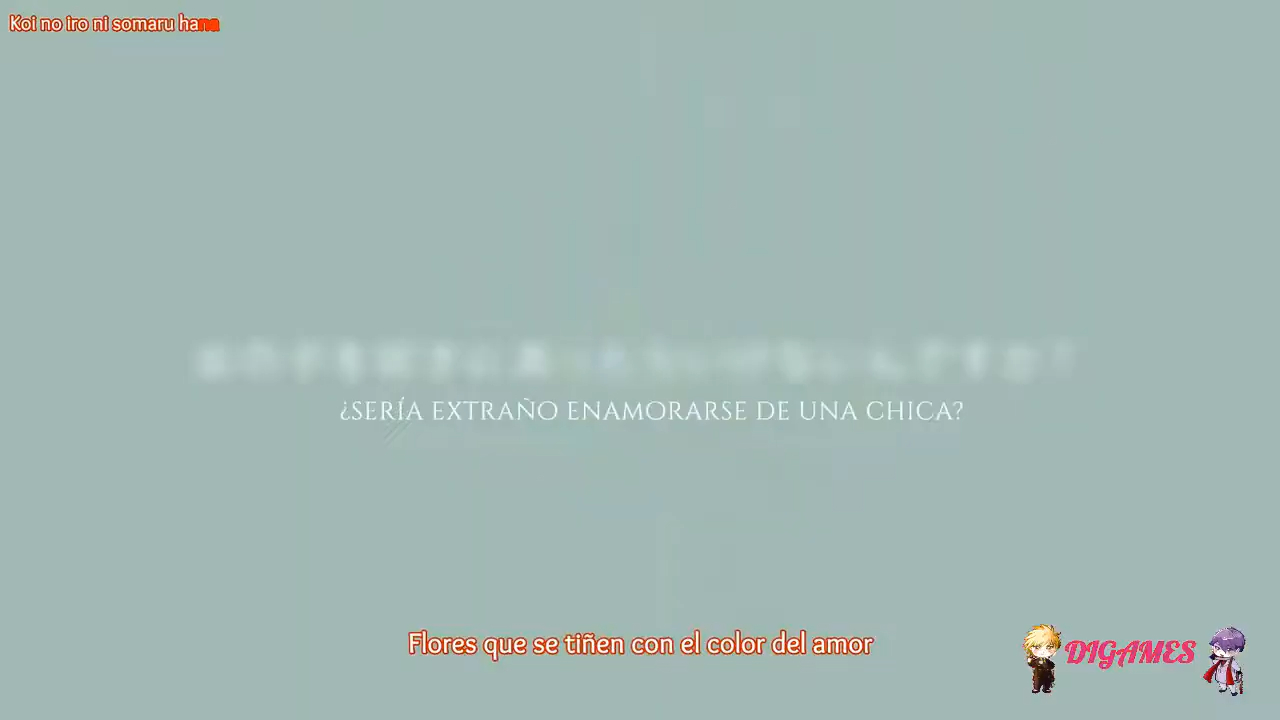 Koi no iro ni somaru hana
¿SERÍA EXTRAÑO ENAMORARSE DE UNA CHICA?
Flores que se tiñen con el color del amor
DIGAMES